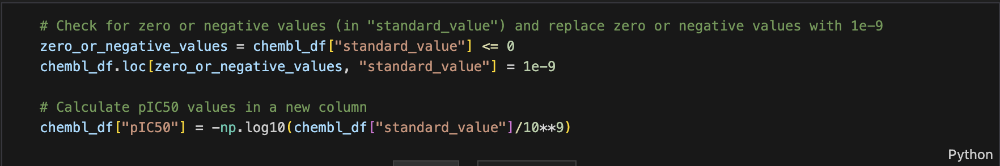 # Check for zero or negative values (in "standard_value") and replace zero or negative values with 1e-9
zero_or_negative_values = chembl_df["standard_value"] <= 0
chembl_df.loc[zero_or_negative_values, "standard_value"] = 1e-9
# Calculate pIC50 values in a new column
chembl_df["pIC50"] = -np.log10(chembl_df["standard_value"]/10**9)
Python